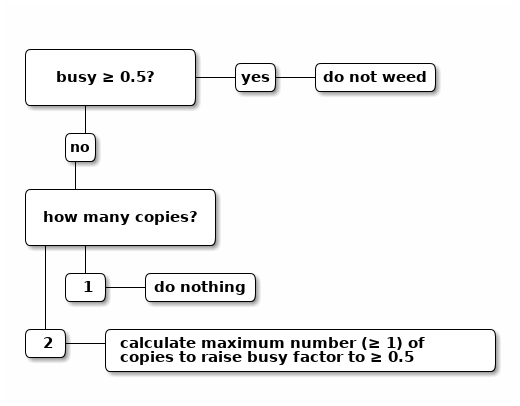 busy ≥ 0.5?
yes
do not weed
no
how many copies?
1
do nothing
2
calculate maximum number (≥ 1) of
copies to raise busy factor to ≥ 0.5